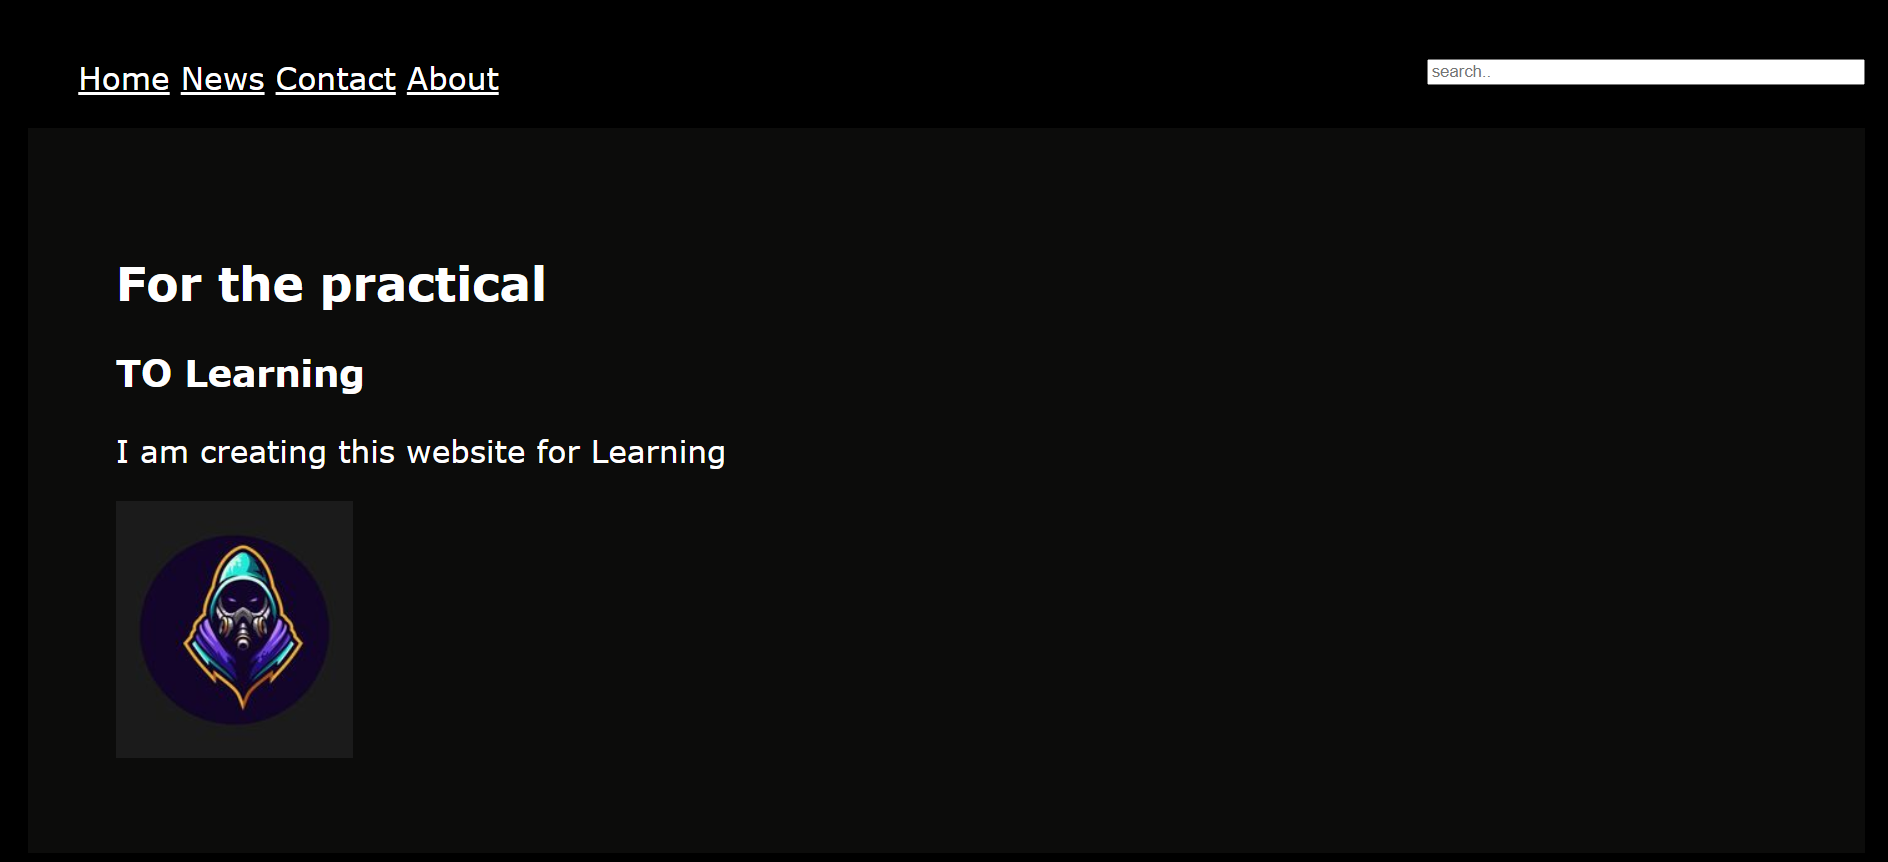 Home News Contact About
search..
For the practical
TO Learning
I am creating this website for Learning